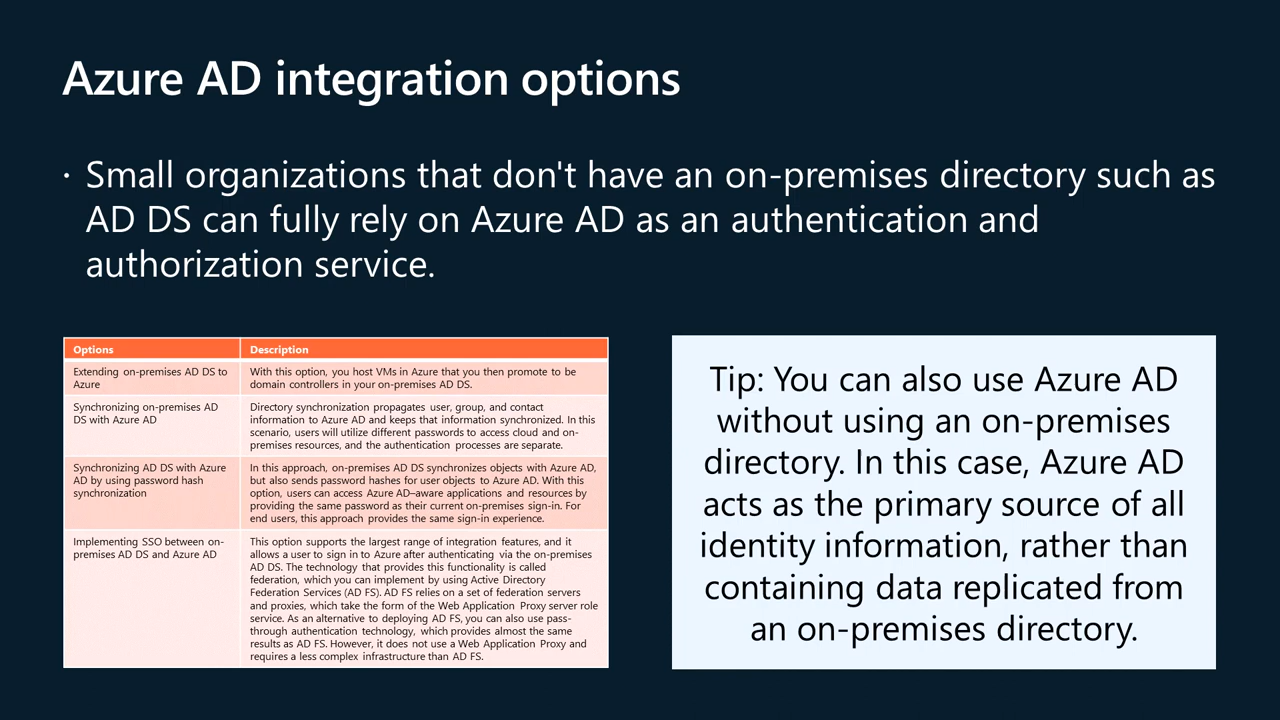 Azure AD integration options
• Small organizations that don't have an on-premises directory such as
AD DS can fully rely on Azure AD as an authentication and
authorization service.
Options
Description
Extending on-premises AD DS to
Azure
With this option, you host VMs in Azure that you then promote to be
domain controllers in your on-premises AD DS.
Synchronizing on-premises AD
DS with Azure AD
Directory synchronization propagates user, group, and contact
information to Azure AD and keeps that information synchronized. In this
scenario, users will utilize different passwords to access cloud and on-
premises resources, and the authentication processes are separate.
Synchronizing AD DS with Azure
AD by using password hash
synchronization
In this approach, on-premises AD DS synchronizes objects with Azure AD,
but also sends password hashes for user objects to Azure AD. With this
option, users can access Azure AD–aware applications and resources by
providing the same password as their current on-premises sign-in. For
end users, this approach provides the same sign-in experience.
Implementing SSO between on-
premises AD DS and Azure AD
This option supports the largest range of integration features, and it
allows a user to sign in to Azure after authenticating via the on-premises
AD DS. The technology that provides this functionality is called
federation, which you can implement by using Active Directory
Federation Services (AD FS). AD FS relies on a set of federation servers
and proxies, which take the form of the Web Application Proxy server role
service. As an alternative to deploying AD FS, you can also use pass-
through authentication technology, which provides almost the same
results as AD FS. However, it does not use a Web Application Proxy and
requires a less complex infrastructure than AD FS.
Tip: You can also use Azure AD
without using an on-premises
directory. In this case, Azure AD
acts as the primary source of all
identity information, rather than
containing data replicated from
an on-premises directory.